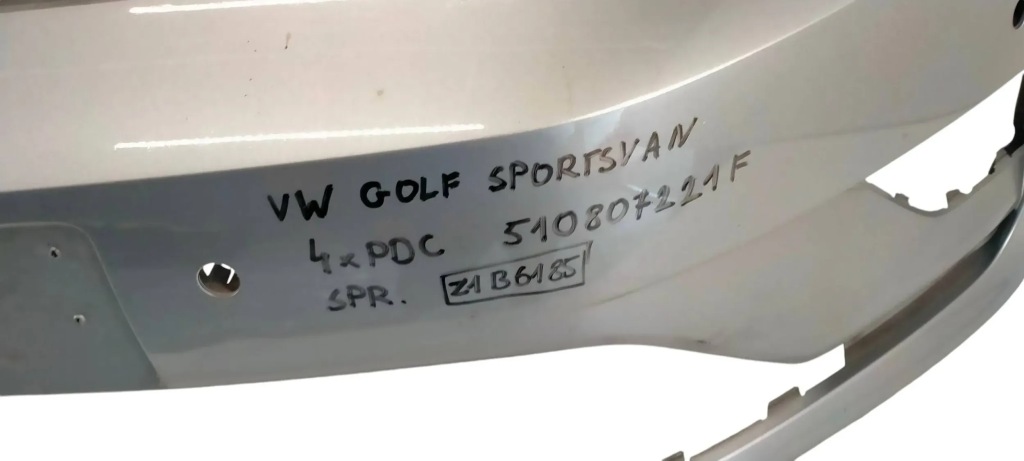 VW GOLF SPORTSVAN
4xPDC 510807221F
SPR. Z1B6185